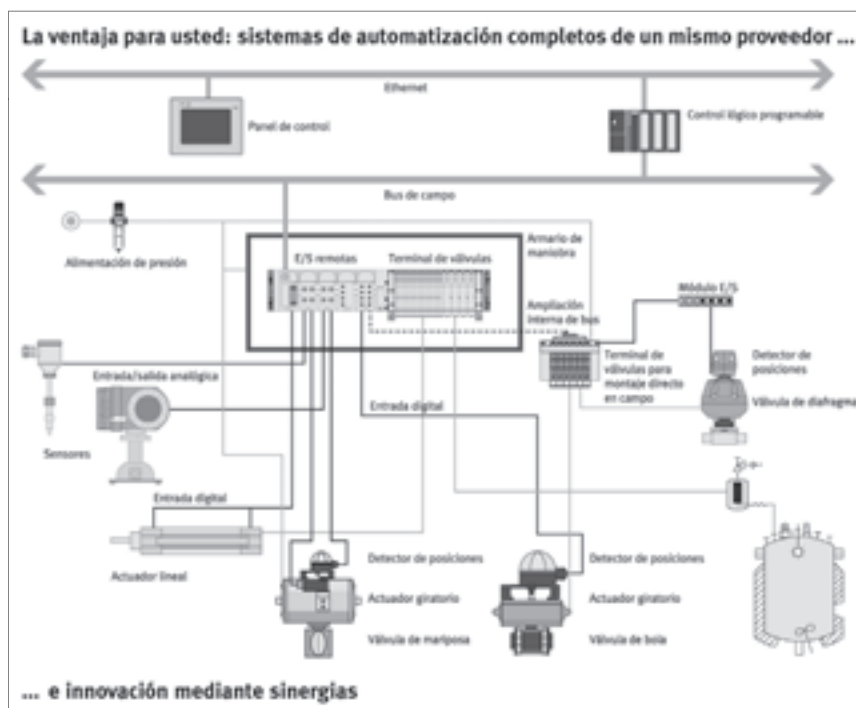 La ventaja para usted: sistemas de automatización completos de un mismo proveedor ...
Ethernet
Panel de control
Control lógico programable
Bus de campo
Alimentación de presión
E/S remotas
Terminal de válvulas
Armario de
maniobra
Ampliación
interna de bus
Módulo E/S
Terminal de
válvulas para
montaje directo
en campo
Detector de
posiciones
Válvula de diafragma
Entrada/salida analógica
Sensores
Entrada digital
Entrada digital
Actuador lineal
Detector de posiciones
Actuador giratorio
Válvula de mariposa
Detector de posiciones
Actuador giratorio
Válvula de bola
... e innovación mediante sinergias